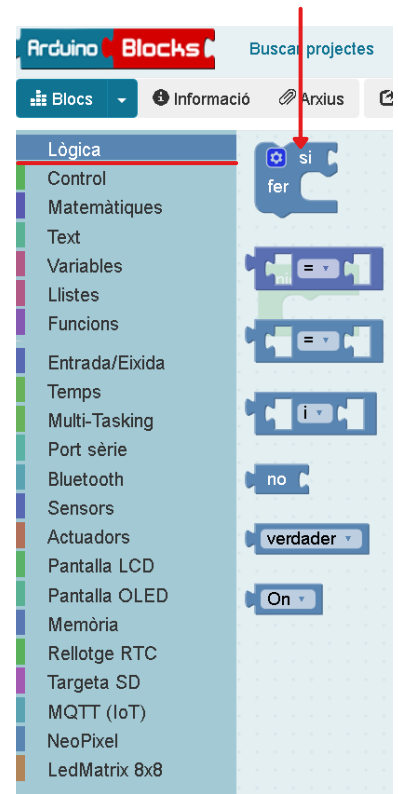 Arduino Blocks
Buscar projectes
Blocs
Informació
Arxius
Lògica
Control
Matemàtiques
Text
Variables
Llistes
Funcions
Entrada/Eixida
Temps
Multi-Tasking
Port sèrie
Bluetooth
Sensors
Actuadors
Pantalla LCD
Pantalla OLED
Memòria
Rellotge RTC
Targeta SD
MQTT (IoT)
NeoPixel
LedMatrix 8x8
si
fer
=
=
i
no
verdader
On